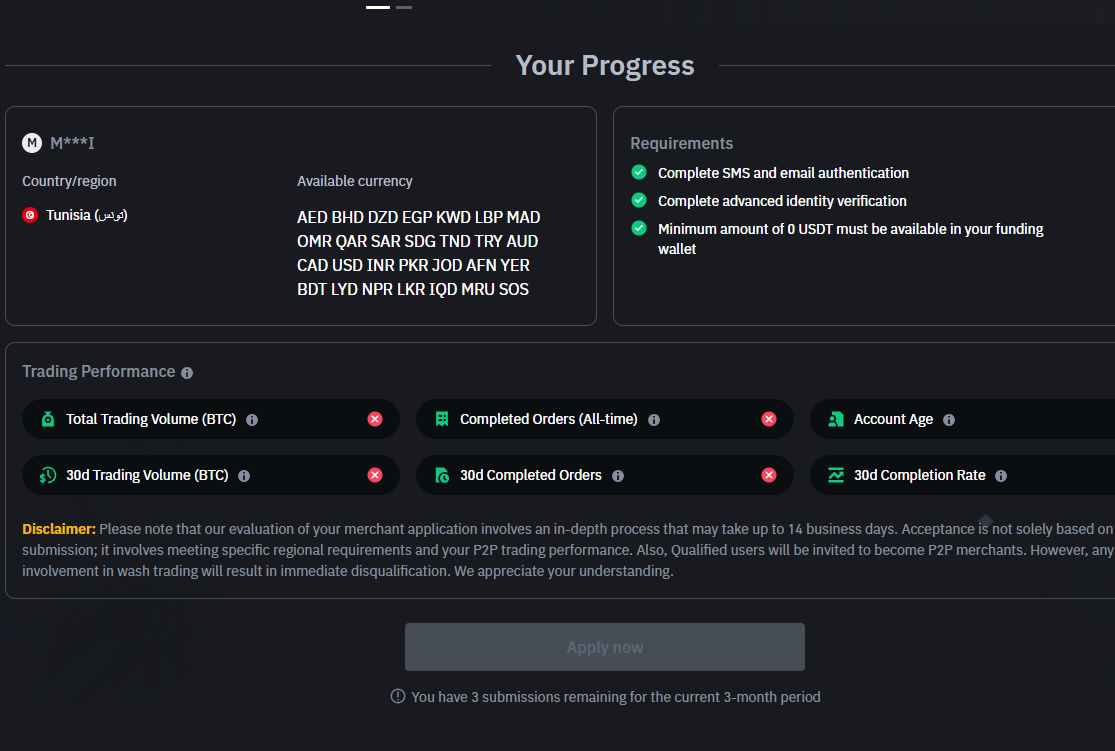 Your Progress
M M***I
Country/region
Tunisia (تونس)
Available currency
AED BHD DZD EGP KWD LBP MAD
OMR QAR SAR SDG TND TRY AUD
CAD USD INR PKR JOD AFN YER
BDT LYD NPR LKR IQD MRU SOS
Requirements
Complete SMS and email authentication
Complete advanced identity verification
Minimum amount of 0 USDT must be available in your funding
wallet
Trading Performance
Total Trading Volume (BTC)
Completed Orders (All-time)
Account Age
30d Trading Volume (BTC)
30d Completed Orders
30d Completion Rate
Disclaimer: Please note that our evaluation of your merchant application involves an in-depth process that may take up to 14 business days. Acceptance is not solely based on
submission; it involves meeting specific regional requirements and your P2P trading performance. Also, Qualified users will be invited to become P2P merchants. However, any
involvement in wash trading will result in immediate disqualification. We appreciate your understanding.
Apply now
You have 3 submissions remaining for the current 3-month period